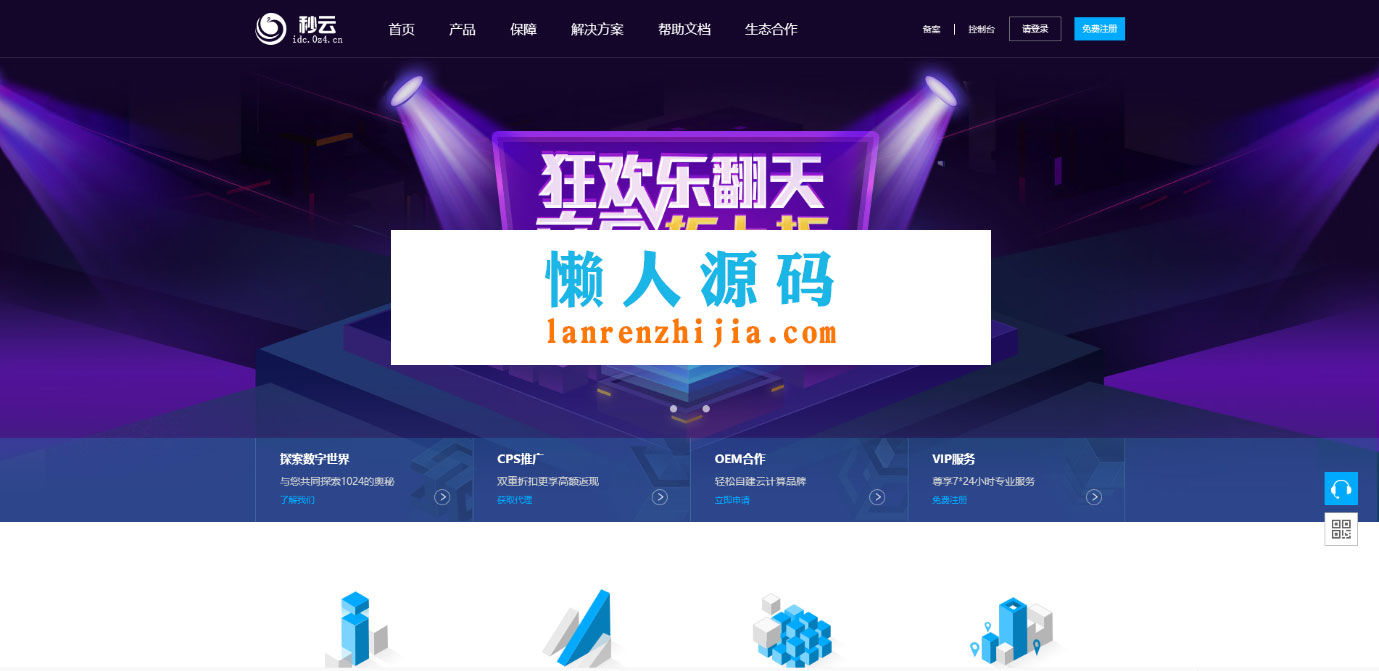 秒云
idc.0z4.cn
首页 产品 保障 解决方案 帮助文档 生态合作
备案 控制台 请登录 免费注册
狂欢乐翻天
懒人源码
lanrenzhijia.com
探索数字世界
与您共同探索1024的奥秘
了解我们
CPS推广
双重折扣更享高额返现
获取代理
OEM合作
轻松自建云计算品牌
立即申请
VIP服务
尊享7*24小时专业服务
免费注册